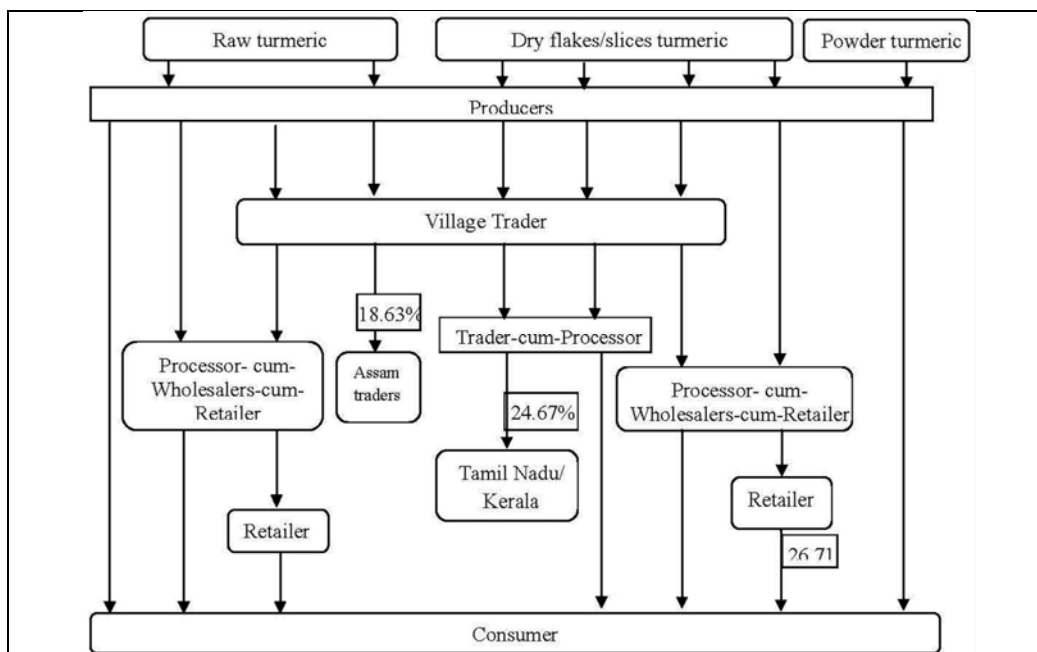 Raw turmeric
Dry flakes/slices turmeric
Powder turmeric
Producers
Village Trader
18.63%
Trader-cum-Processor
Processor- cum-
Wholesalers-cum-
Retailer
Assam
traders
Processor- cum-
Wholesalers-cum-Retailer
24.67%
Tamil Nadu/
Kerala
Retailer
Retailer
26.71
Consumer